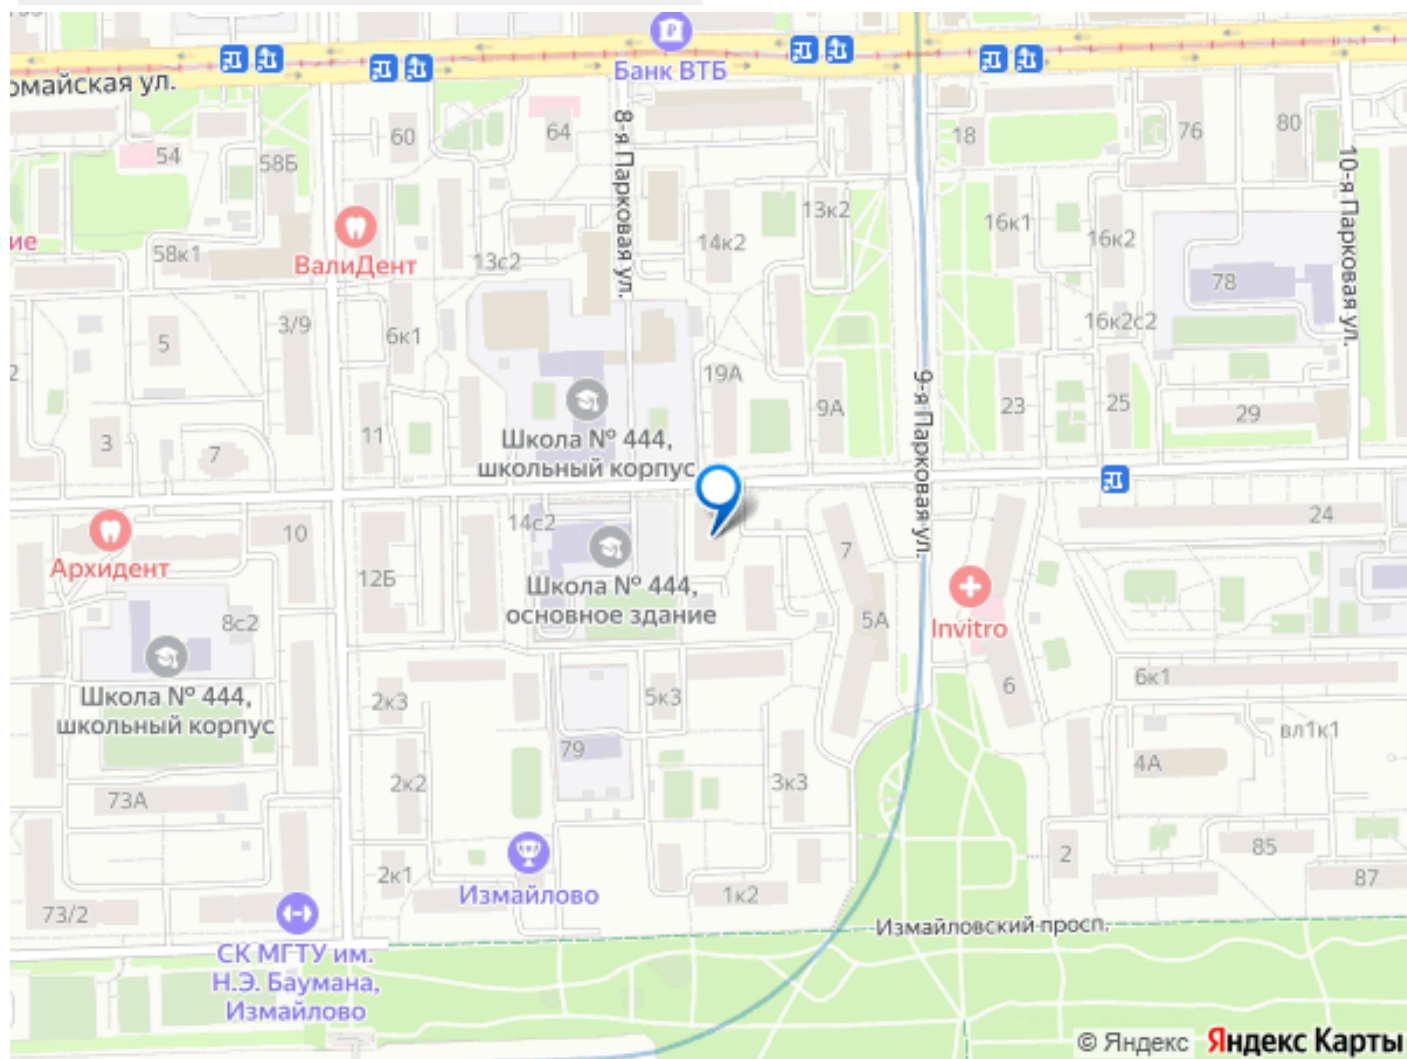 Банк ВТБ
омайская ул.
60
64
18
76
80
54
58Б
8-я Парковая ул.
10-я Парковая ул.
13к2
16к1
16к2
ие
58к1
ВалиДент
13с2
14к2
78
3/9
6к1
5
16к2с2
2
19А
9А
23
25
29
9-я Парковая ул.
3
7
11
Школа № 444,
школьный корпус
10
14с2
24
Архидент
12Б
Школа № 444,
основное здание
7
5А
Invitro
8с2
Школа № 444,
школьный корпус
2к3
5к3
6
6к1
вл1к1
79
4А
73А
2к2
3к3
2
85
87
2к1
Измайлово
1к2
73/2
Измайловский просп.
СК МГТУ им.
Н.Э. Баумана,
Измайлово
© Яндекс Яндекс Карты